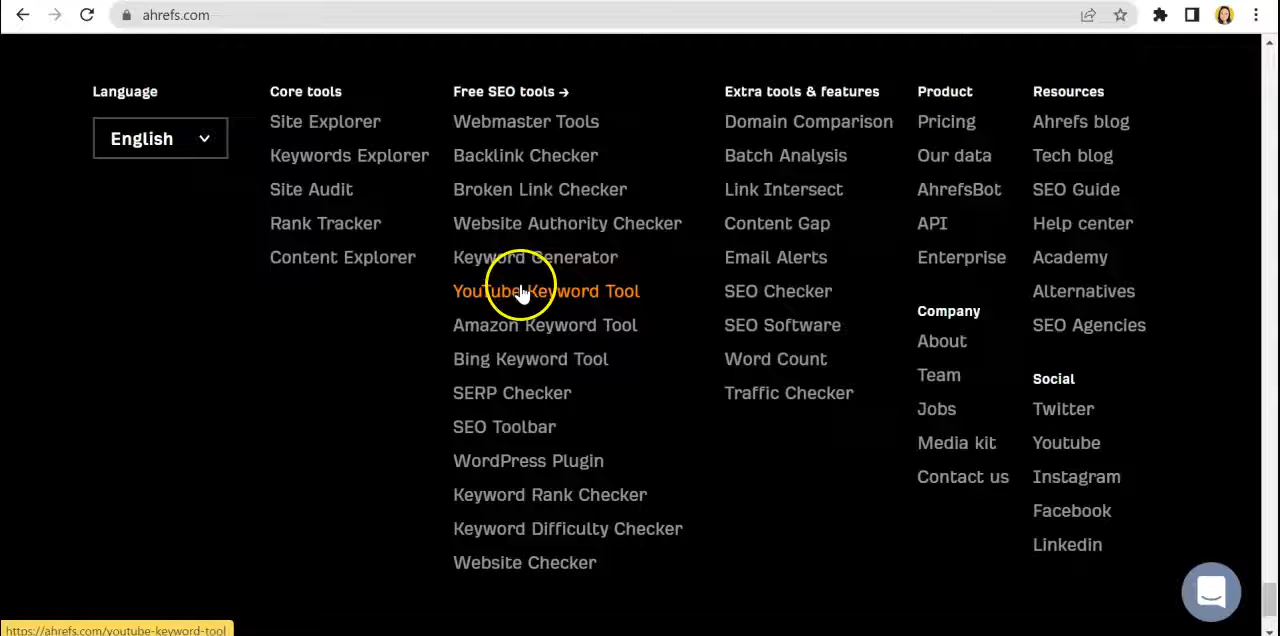 ahrefs.com
Language
English
Core tools
Site Explorer
Keywords Explorer
Site Audit
Rank Tracker
Content Explorer
Free SEO tools →
Webmaster Tools
Backlink Checker
Broken Link Checker
Website Authority Checker
Keyword Generator
YouTube Keyword Tool
Amazon Keyword Tool
Bing Keyword Tool
SERP Checker
SEO Toolbar
WordPress Plugin
Keyword Rank Checker
Keyword Difficulty Checker
Website Checker
Extra tools & features
Domain Comparison
Batch Analysis
Link Intersect
Content Gap
Email Alerts
SEO Checker
SEO Software
Word Count
Traffic Checker
Product
Pricing
Our data
AhrefsBot
API
Enterprise
Company
About
Team
Jobs
Media kit
Contact us
Resources
Ahrefs blog
Tech blog
SEO Guide
Help center
Academy
Alternatives
SEO Agencies
Social
Twitter
Youtube
Instagram
Facebook
Linkedin
https://ahrefs.com/youtube-keyword-tool